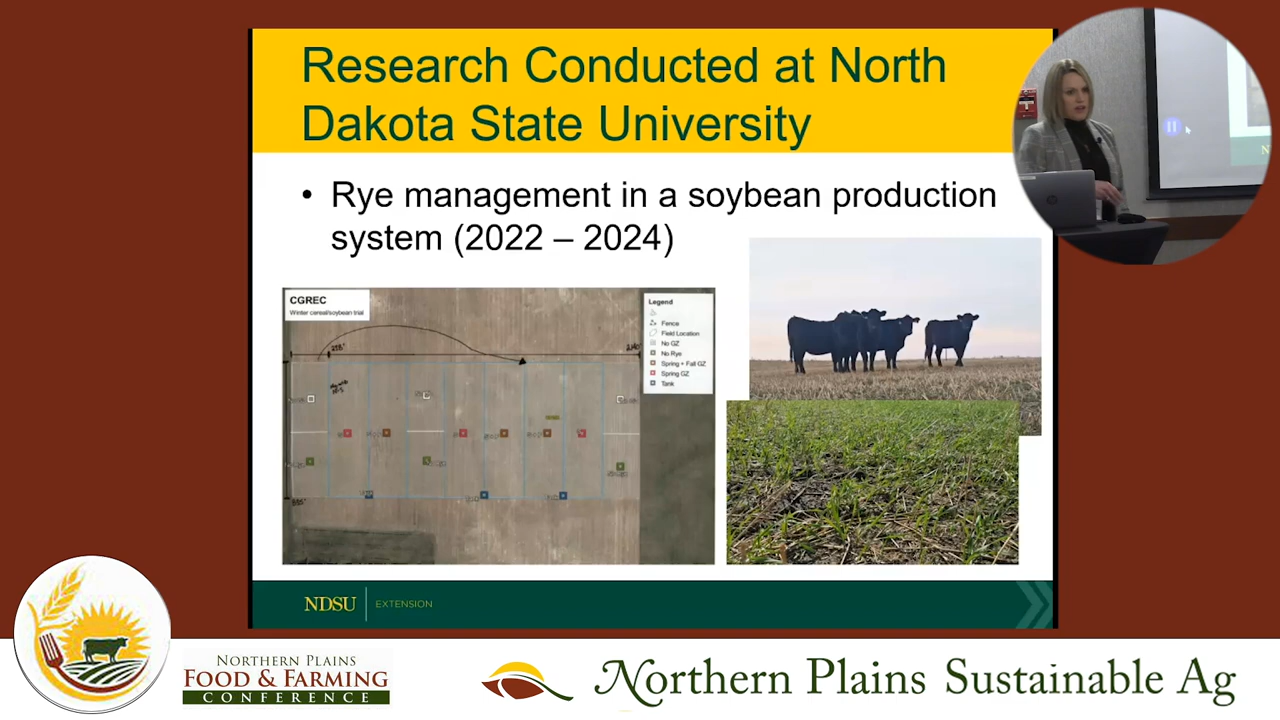 Research Conducted at North
Dakota State University
• Rye management in a soybean production
system (2022 – 2024)
CGREC
Winter cereal/soybean trial
Legend
Fence
Field Location
No GZ
No Rye
Spring + Fall GZ
Spring GZ
Tank
NDSU
EXTENSION
NORTHERN PLAINS
FOOD & FARMING
CONFERENCE
Northern Plains Sustainable Ag